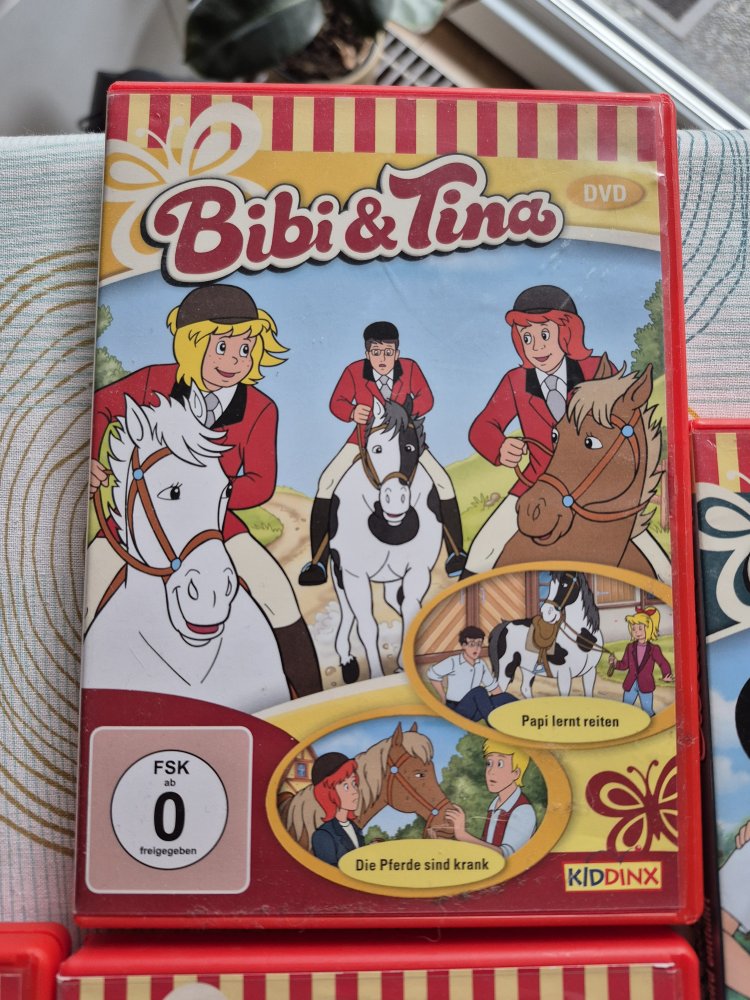 Bibi & Tina
DVD
Papi lernt reiten
Die Pferde sind krank
FSK
ab
0
freigegeben
KIDDINX